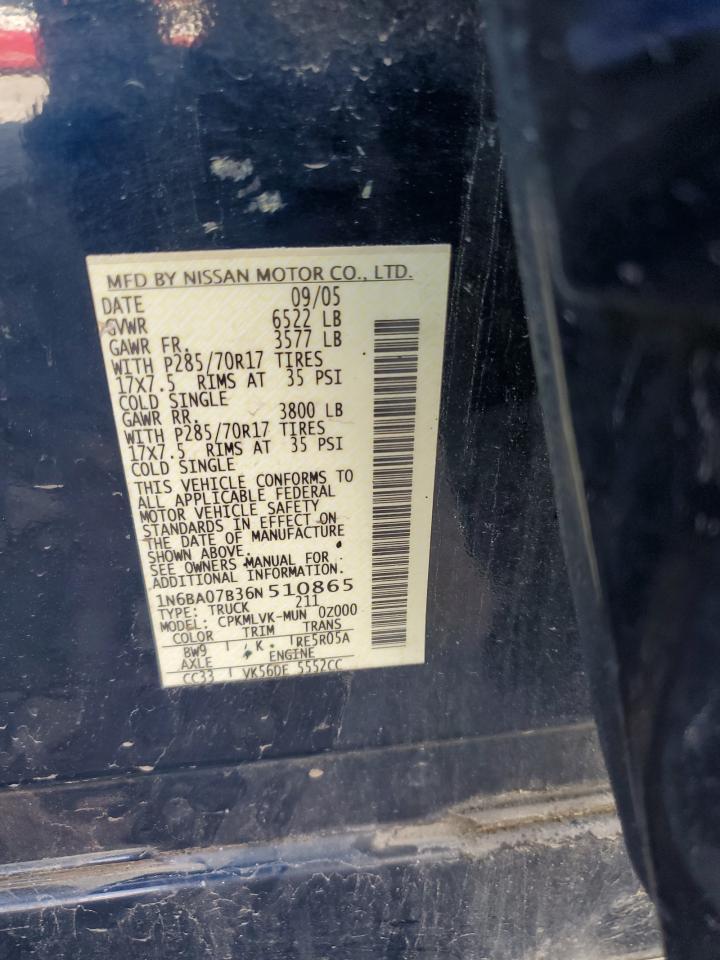 MFD BY NISSAN MOTOR CO., LTD.
DATE 09/05
GVWR 6522 LB
GAWR FR. 3577 LB
WITH P285/70R17 TIRES
17X7.5 RIMS AT 35 PSI
COLD SINGLE
GAWR RR. 3800 LB
WITH P285/70R17 TIRES
17X7.5 RIMS AT 35 PSI
COLD SINGLE
THIS VEHICLE CONFORMS TO
ALL APPLICABLE FEDERAL
MOTOR VEHICLE SAFETY
STANDARDS IN EFFECT ON
THE DATE OF MANUFACTURE
SHOWN ABOVE.
SEE OWNERS MANUAL FOR
ADDITIONAL INFORMATION.
1N6BA07B36N510865
TYPE: TRUCK 211
MODEL: CPKMLVK-MUN 0Z000
COLOR TRIM TRANS
BW9 K RE5R05A
AXLE ENGINE
CC33 VK56DE 5552CC